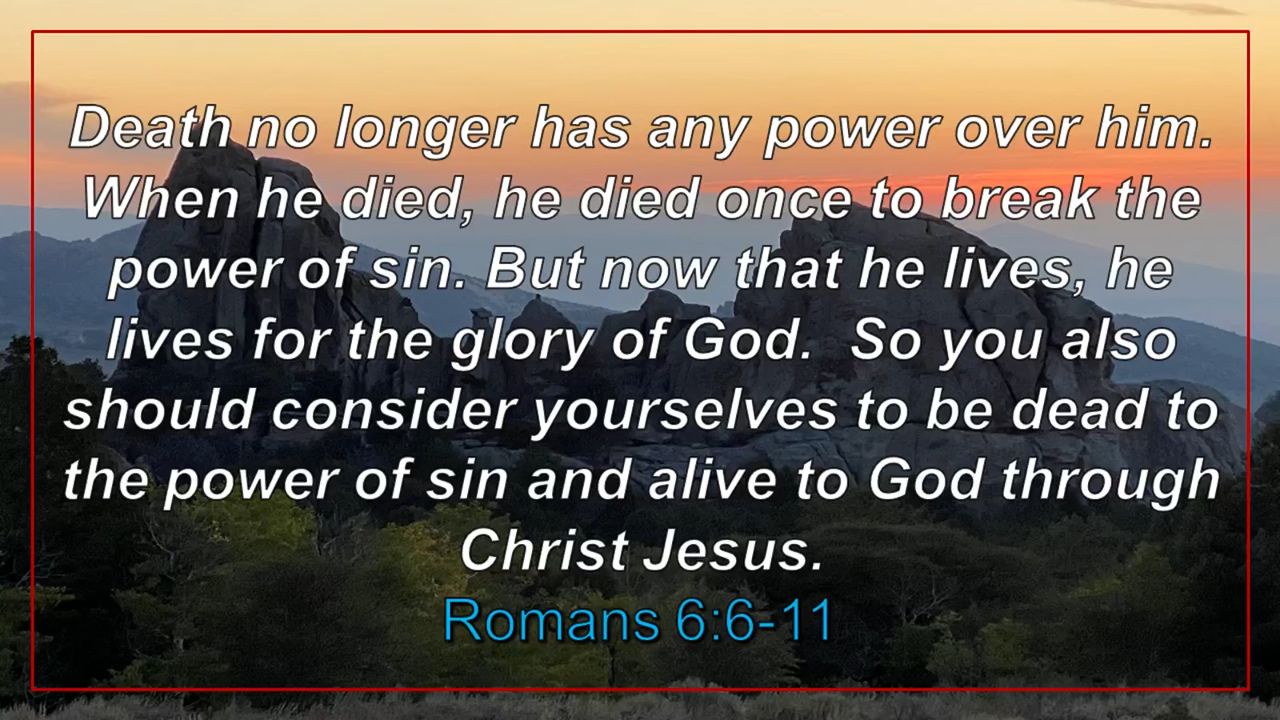 Death no longer has any power over him.
When he died, he died once to break the
power of sin. But now that he lives, he
lives for the glory of God.  So you also
should consider yourselves to be dead to
the power of sin and alive to God through
Christ Jesus.
Romans 6:6-11